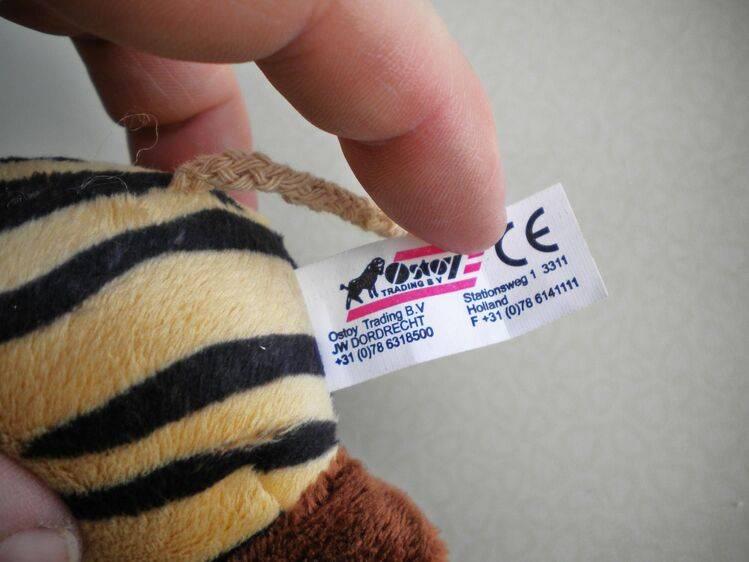 Ostoy
TRADING B V
CE
Ostoy Trading B.V Stationsweg 1 3311
JW DORDRECHT Holland
+31 (0)78 6318500 F +31 (0)78 6141111